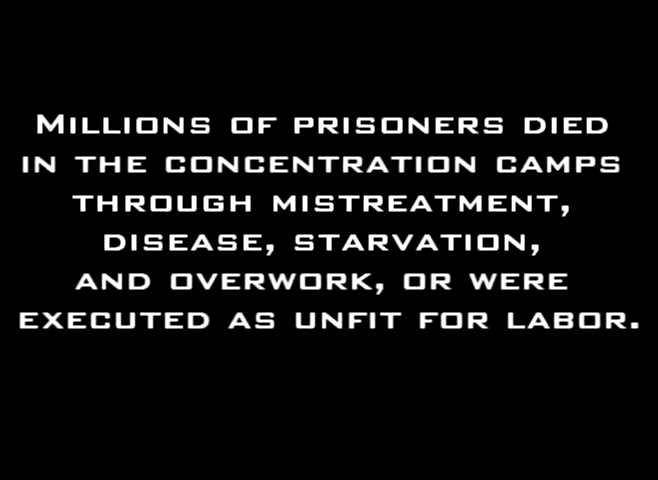 Millions of prisoners died
in the concentration camps
through mistreatment,
disease, starvation,
and overwork, or were
executed as unfit for labor.